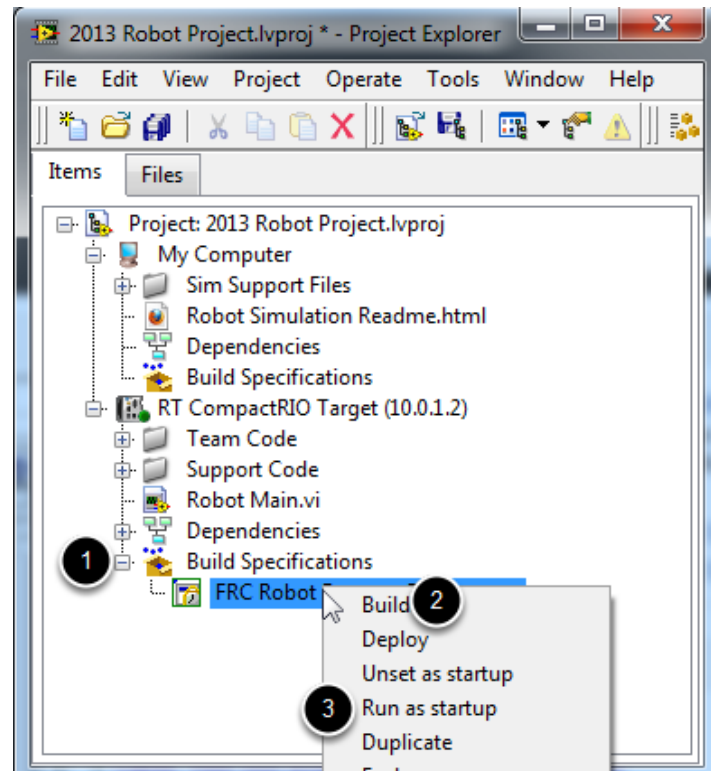 2013 Robot Project.lvproj * - Project Explorer
File Edit View Project Operate Tools Window Help
Items Files
Project: 2013 Robot Project.lvproj
My Computer
Sim Support Files
Robot Simulation Readme.html
Dependencies
Build Specifications
RT CompactRIO Target (10.0.1.2)
Team Code
Support Code
Robot Main.vi
Dependencies
1 Build Specifications
FRC Robot
Build 2
Deploy
Unset as startup
3 Run as startup
Duplicate